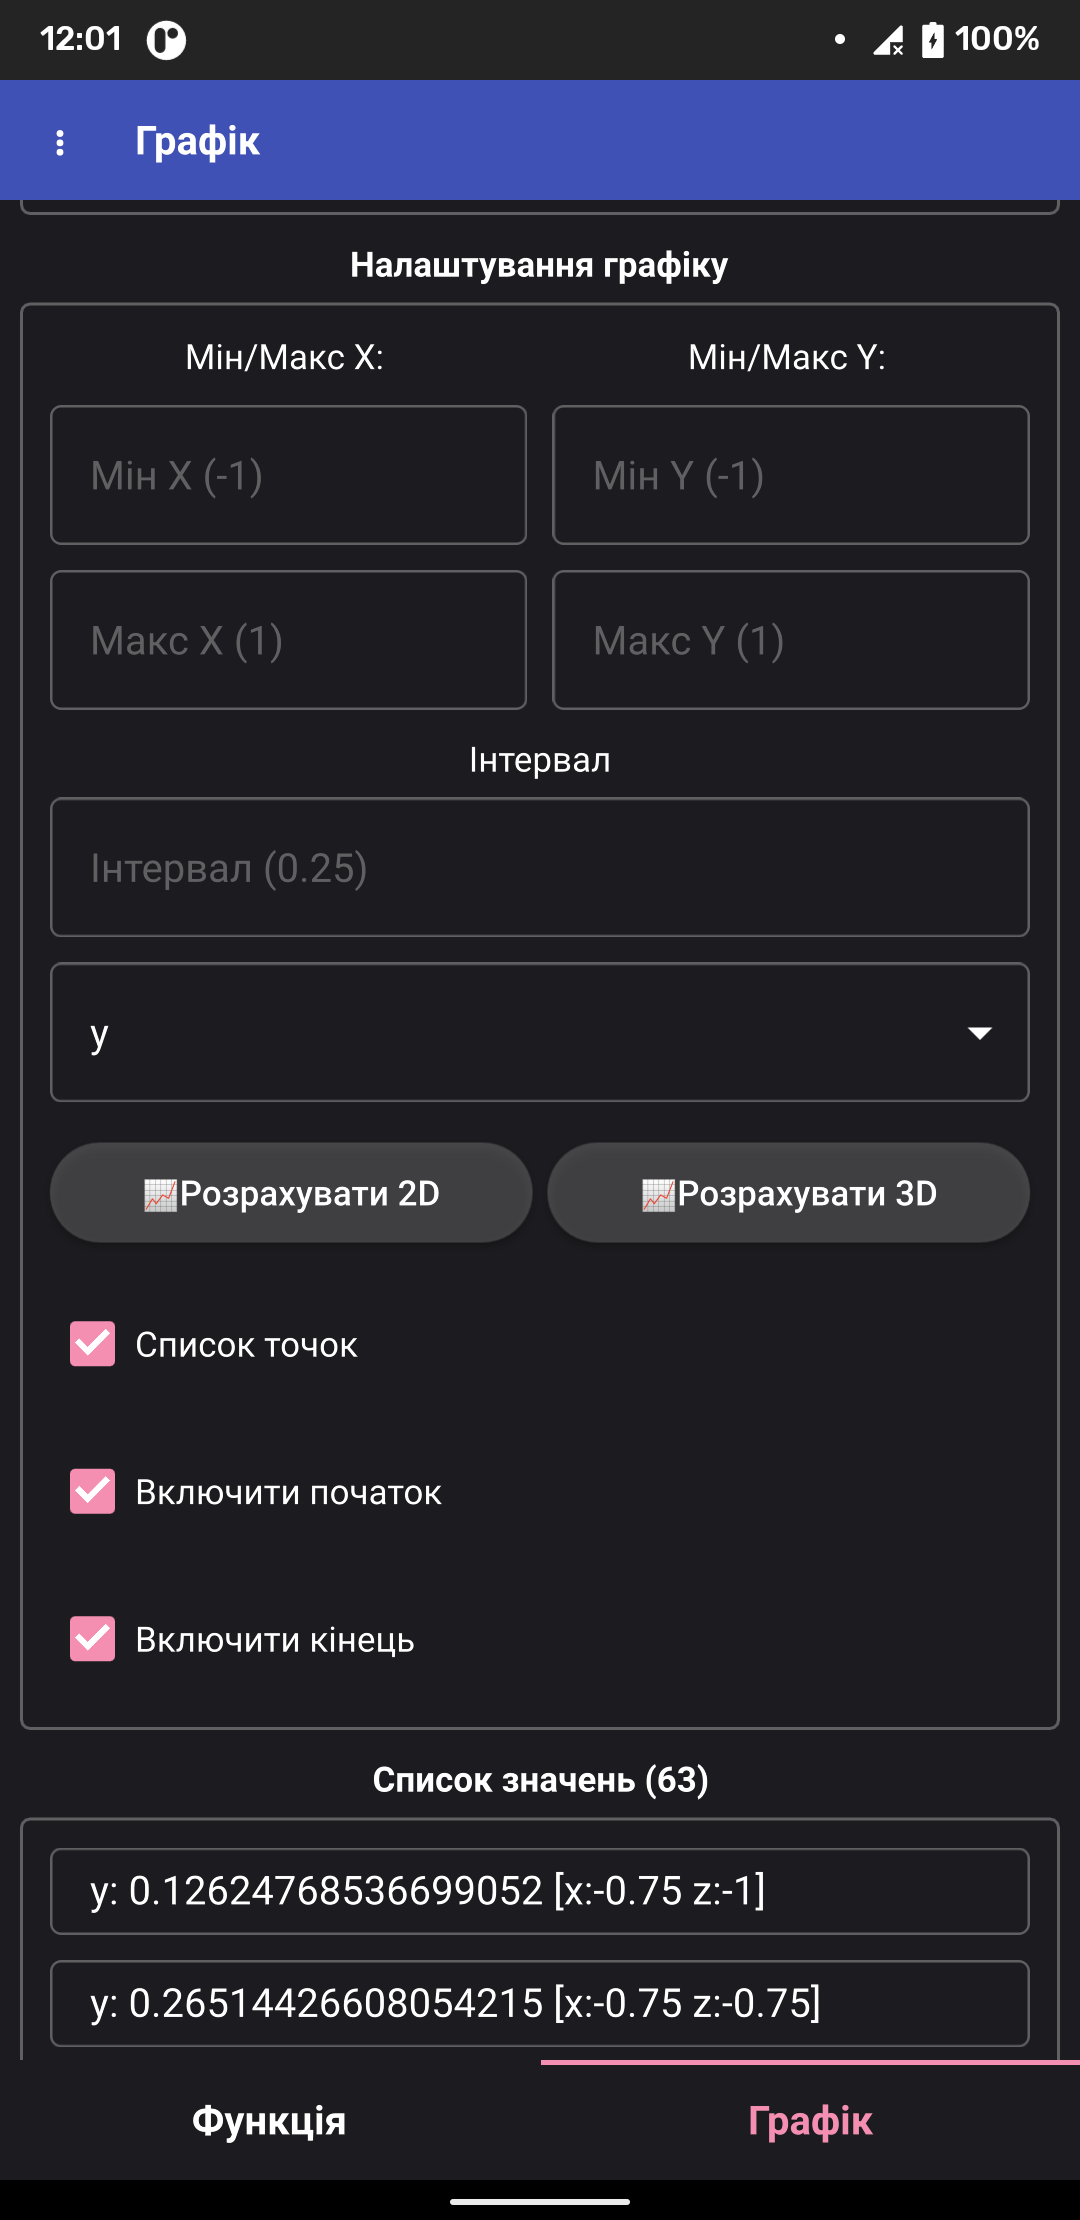 12:01
100%
Графік
Налаштування графіку
Мін/Макс X:
Мін/Макс Y:
Мін X (-1)
Мін Y (-1)
Макс X (1)
Макс Y (1)
Інтервал
Інтервал (0.25)
y
Розрахувати 2D
Розрахувати 3D
Список точок
Включити початок
Включити кінець
Список значень (63)
y: 0.12624768536699052 [x:-0.75 z:-1]
y: 0.26514426608054215 [x:-0.75 z:-0.75]
Функція
Графік